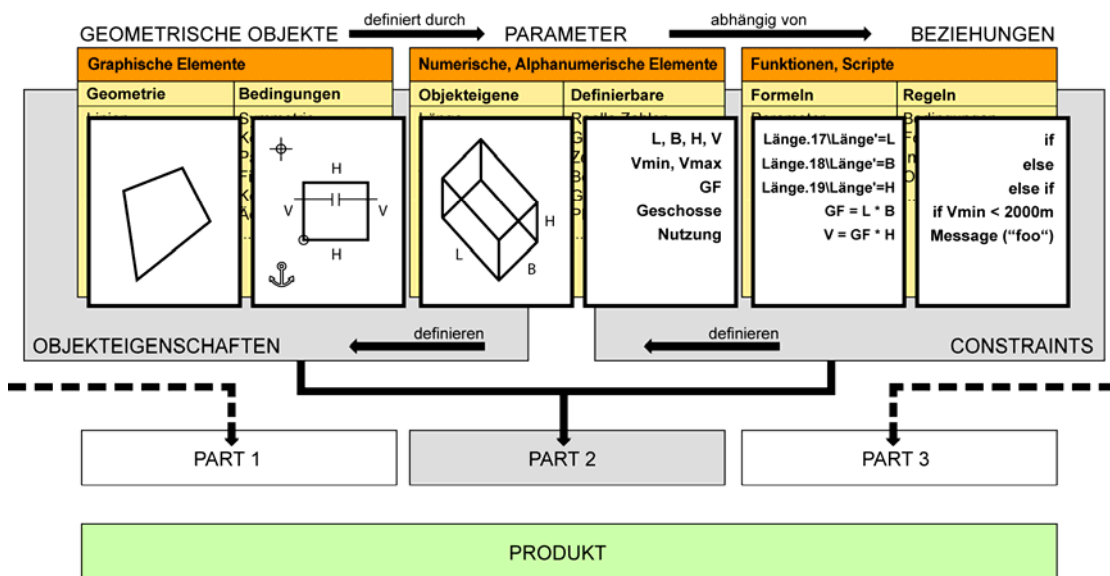 definiert durch
abhängig von
GEOMETRISCHE OBJEKTE
PARAMETER
BEZIEHUNGEN
Graphische Elemente
Numerische, Alphanumerische Elemente
Funktionen, Scripte
Geometrie
Bedingungen
Objekteigene
Definierbare
Formeln
Regeln
H
V
V
H
L
B
H
L, B, H, V
Vmin, Vmax
GF
Geschosse
Nutzung
Länge.17\Länge'=L
Länge.18\Länge'=B
Länge.19\Länge'=H
GF = L * B
V = GF * H
if
else
else if
if Vmin < 2000m
Message (“foo“)
definieren
definieren
OBJEKTEIGENSCHAFTEN
CONSTRAINTS
PART 1
PART 2
PART 3
PRODUKT